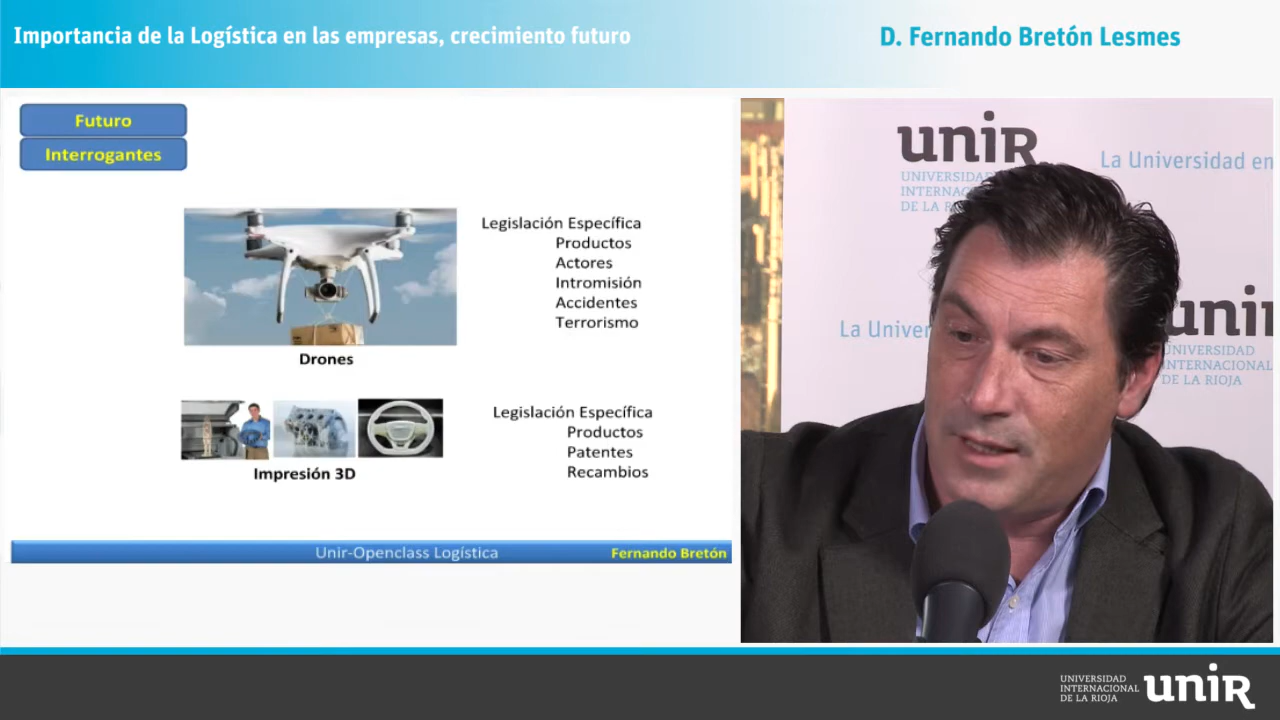 Importancia de la Logística en las empresas, crecimiento futuro
D. Fernando Bretón Lesmes
Futuro
Interrogantes
Legislación Específica
Productos
Actores
Intromisión
Accidentes
Terrorismo
Drones
Legislación Específica
Productos
Patentes
Recambios
Impresión 3D
Unir-Openclass Logística
Fernando Bretón
uniR
UNIVERSIDAD
INTERNACIONAL
DE LA
La Universidad en
La
uniR
UNIVERSIDAD
INTERNACIONAL
DE LA RIOJA
UNIVERSIDAD
INTERNACIONAL
DE LA RIOJA
uniR